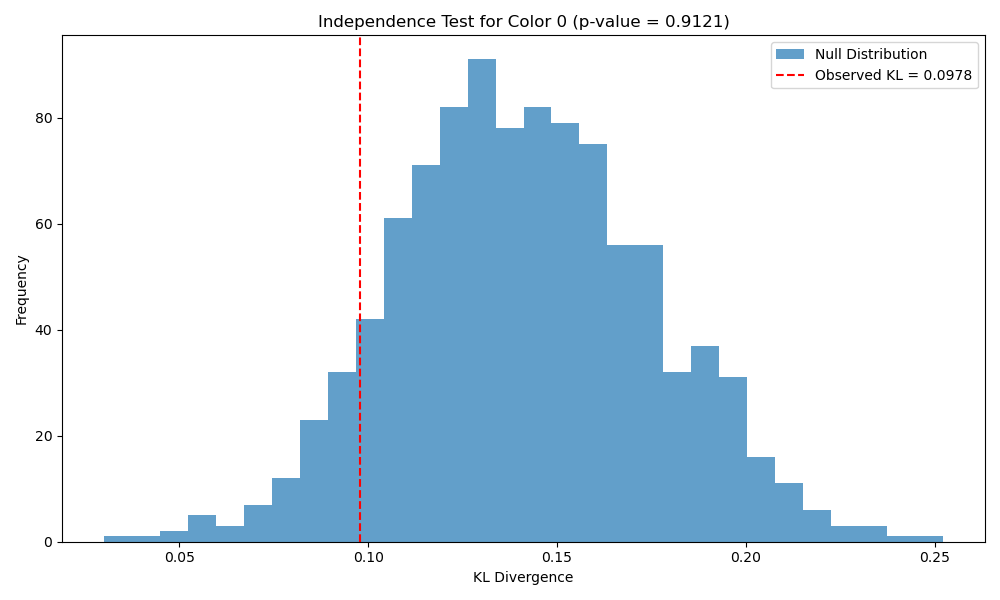 Independence Test for Color 0 (p-value = 0.9121)
Null Distribution
Observed KL = 0.0978
Frequency
80
60
40
20
0
0.05 0.10 0.15 0.20 0.25
KL Divergence